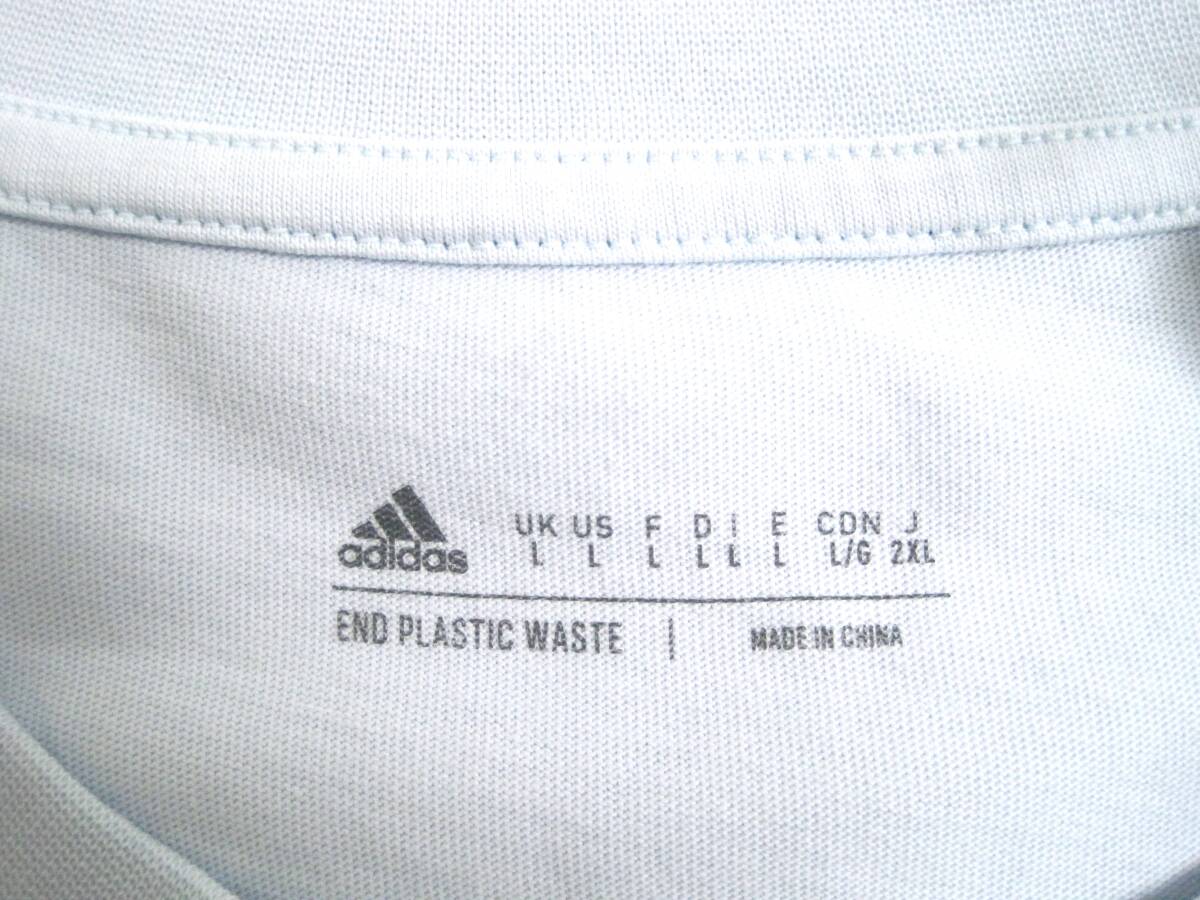 adidas
UK US F D I E CDN J
L L L L L L L/G 2XL
END PLASTIC WASTE | MADE IN CHINA